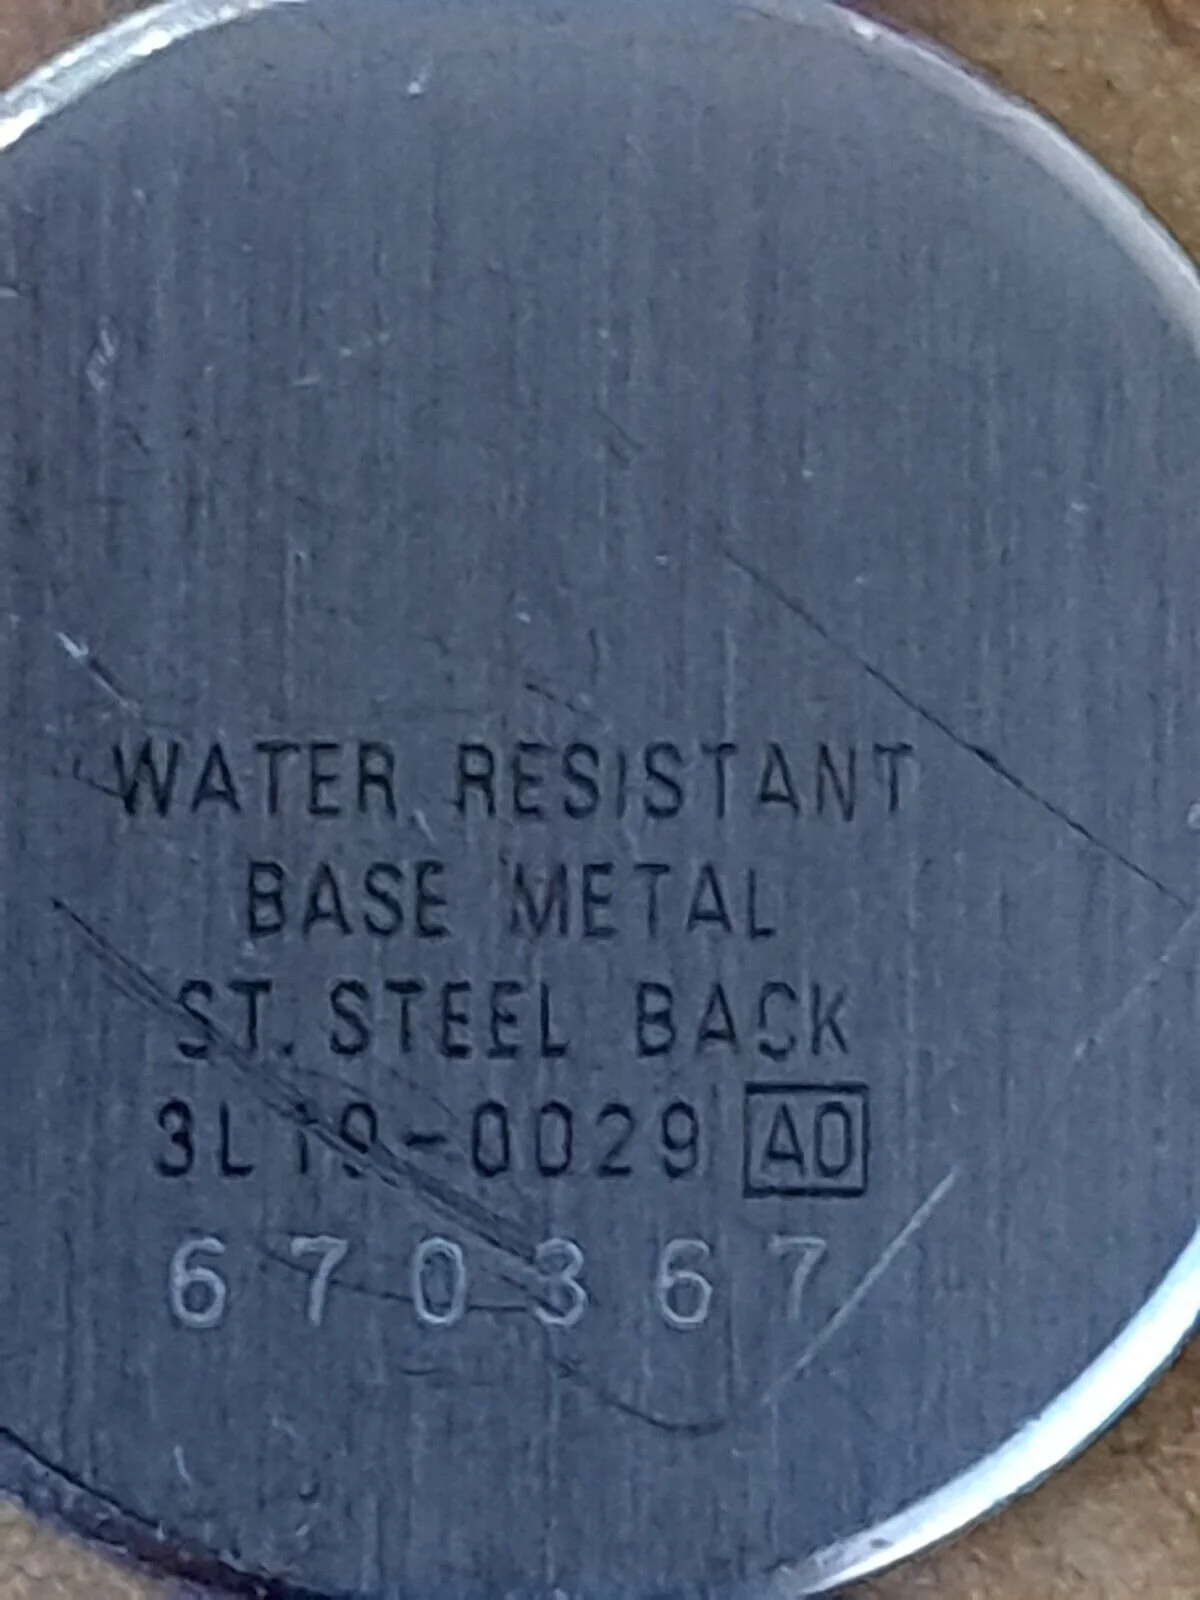 WATER RESISTANT
BASE METAL
ST. STEEL BACK
3L19-0029 A0
670367